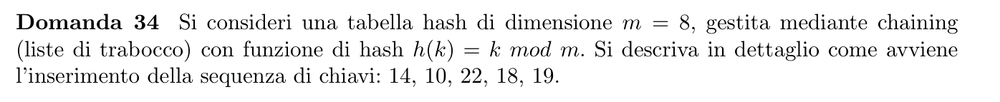 Domanda 34 Si consideri una tabella hash di dimensione m = 8, gestita mediante chaining
(liste di trabocco) con funzione di hash h(k) = k mod m. Si descriva in dettaglio come avviene
l'inserimento della sequenza di chiavi: 14, 10, 22, 18, 19.